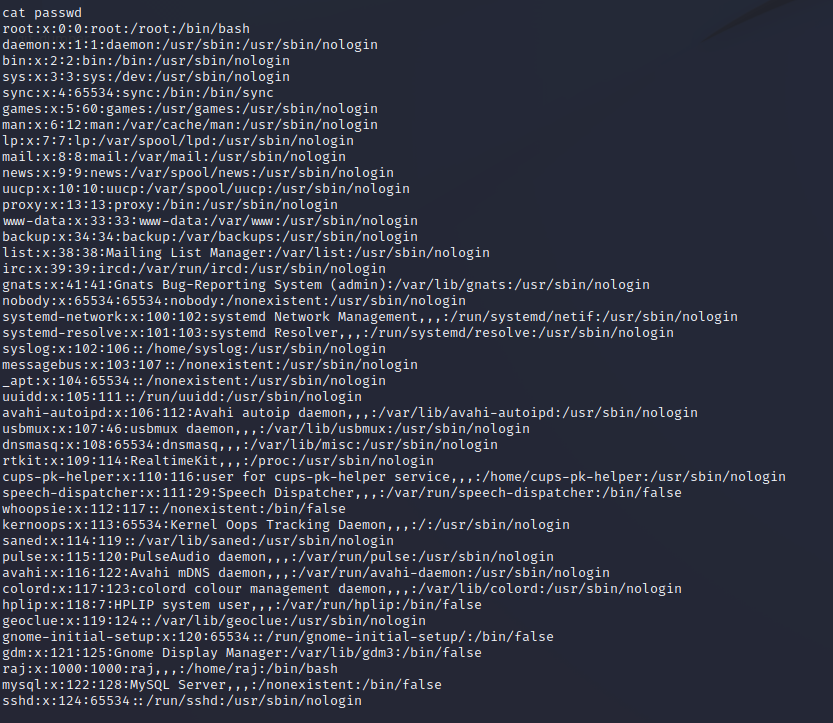 cat passwd
root:x:0:0:root:/root:/bin/bash
daemon:x:1:1:daemon:/usr/sbin:/usr/sbin/nologin
bin:x:2:2:bin:/bin:/usr/sbin/nologin
sys:x:3:3:sys:/dev:/usr/sbin/nologin
sync:x:4:65534:sync:/bin:/bin/sync
games:x:5:60:games:/usr/games:/usr/sbin/nologin
man:x:6:12:man:/var/cache/man:/usr/sbin/nologin
lp:x:7:7:lp:/var/spool/lpd:/usr/sbin/nologin
mail:x:8:8:mail:/var/mail:/usr/sbin/nologin
news:x:9:9:news:/var/spool/news:/usr/sbin/nologin
uucp:x:10:10:uucp:/var/spool/uucp:/usr/sbin/nologin
proxy:x:13:13:proxy:/bin:/usr/sbin/nologin
www-data:x:33:33:www-data:/var/www:/usr/sbin/nologin
backup:x:34:34:backup:/var/backups:/usr/sbin/nologin
list:x:38:38:Mailing List Manager:/var/list:/usr/sbin/nologin
irc:x:39:39:ircd:/var/run/ircd:/usr/sbin/nologin
gnats:x:41:41:Gnats Bug-Reporting System (admin):/var/lib/gnats:/usr/sbin/nologin
nobody:x:65534:65534:nobody:/nonexistent:/usr/sbin/nologin
systemd-network:x:100:102:systemd Network Management,,,:/run/systemd/netif:/usr/sbin/nologin
systemd-resolve:x:101:103:systemd Resolver,,,:/run/systemd/resolve:/usr/sbin/nologin
syslog:x:102:106::/home/syslog:/usr/sbin/nologin
messagebus:x:103:107::/nonexistent:/usr/sbin/nologin
_apt:x:104:65534::/nonexistent:/usr/sbin/nologin
uuidd:x:105:111::/run/uuidd:/usr/sbin/nologin
avahi-autoipd:x:106:112:Avahi autoip daemon,,,:/var/lib/avahi-autoipd:/usr/sbin/nologin
usbmux:x:107:46:usbmux daemon,,,:/var/lib/usbmux:/usr/sbin/nologin
dnsmasq:x:108:65534:dnsmasq,,,:/var/lib/misc:/usr/sbin/nologin
rtkit:x:109:114:RealtimeKit,,,:/proc:/usr/sbin/nologin
cups-pk-helper:x:110:116:user for cups-pk-helper service,,,:/home/cups-pk-helper:/usr/sbin/nologin
speech-dispatcher:x:111:29:Speech Dispatcher,,,:/var/run/speech-dispatcher:/bin/false
whoopsie:x:112:117::/nonexistent:/bin/false
kernoops:x:113:65534:Kernel Oops Tracking Daemon,,,:/:/usr/sbin/nologin
saned:x:114:119::/var/lib/saned:/usr/sbin/nologin
pulse:x:115:120:PulseAudio daemon,,,:/var/run/pulse:/usr/sbin/nologin
avahi:x:116:122:Avahi mDNS daemon,,,:/var/run/avahi-daemon:/usr/sbin/nologin
colord:x:117:123:colord colour management daemon,,,:/var/lib/colord:/usr/sbin/nologin
hplip:x:118:7:HPLIP system user,,,:/var/run/hplip:/bin/false
geoclue:x:119:124::/var/lib/geoclue:/usr/sbin/nologin
gnome-initial-setup:x:120:65534::/run/gnome-initial-setup/:/bin/false
gdm:x:121:125:Gnome Display Manager:/var/lib/gdm3:/bin/false
raj:x:1000:1000:raj,,,:/home/raj:/bin/bash
mysql:x:122:128:MySQL Server,,,:/nonexistent:/bin/false
sshd:x:124:65534::/run/sshd:/usr/sbin/nologin